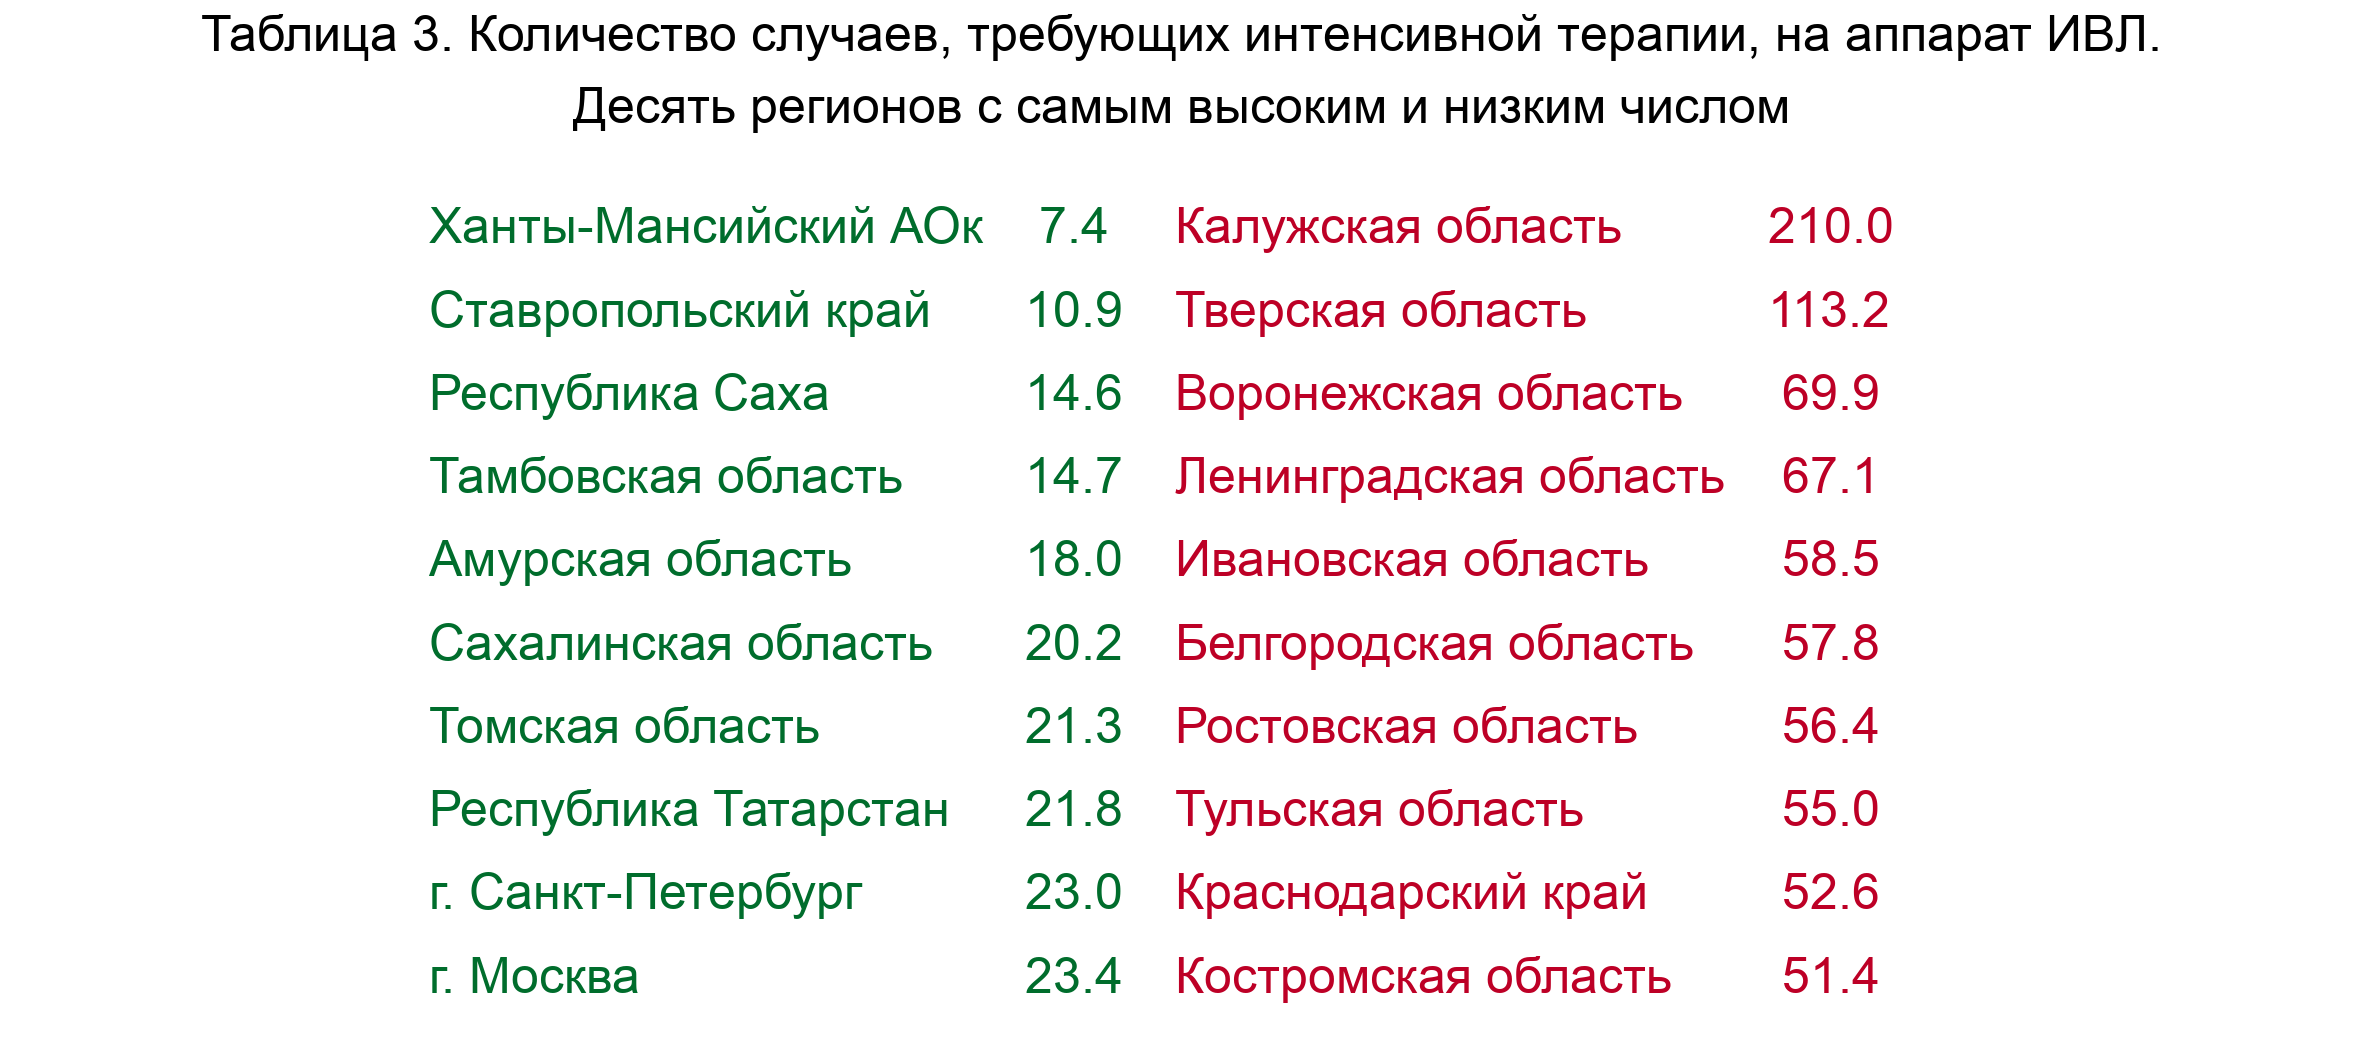 Таблица 3. Количество случаев, требующих интенсивной терапии, на аппарат ИВЛ.
Десять регионов с самым высоким и низким числом
Ханты-Мансийский АОк 7.4 Калужская область 210.0
Ставропольский край 10.9 Тверская область 113.2
Республика Саха 14.6 Воронежская область 69.9
Тамбовская область 14.7 Ленинградская область 67.1
Амурская область 18.0 Ивановская область 58.5
Сахалинская область 20.2 Белгородская область 57.8
Томская область 21.3 Ростовская область 56.4
Республика Татарстан 21.8 Тульская область 55.0
г. Санкт-Петербург 23.0 Краснодарский край 52.6
г. Москва 23.4 Костромская область 51.4